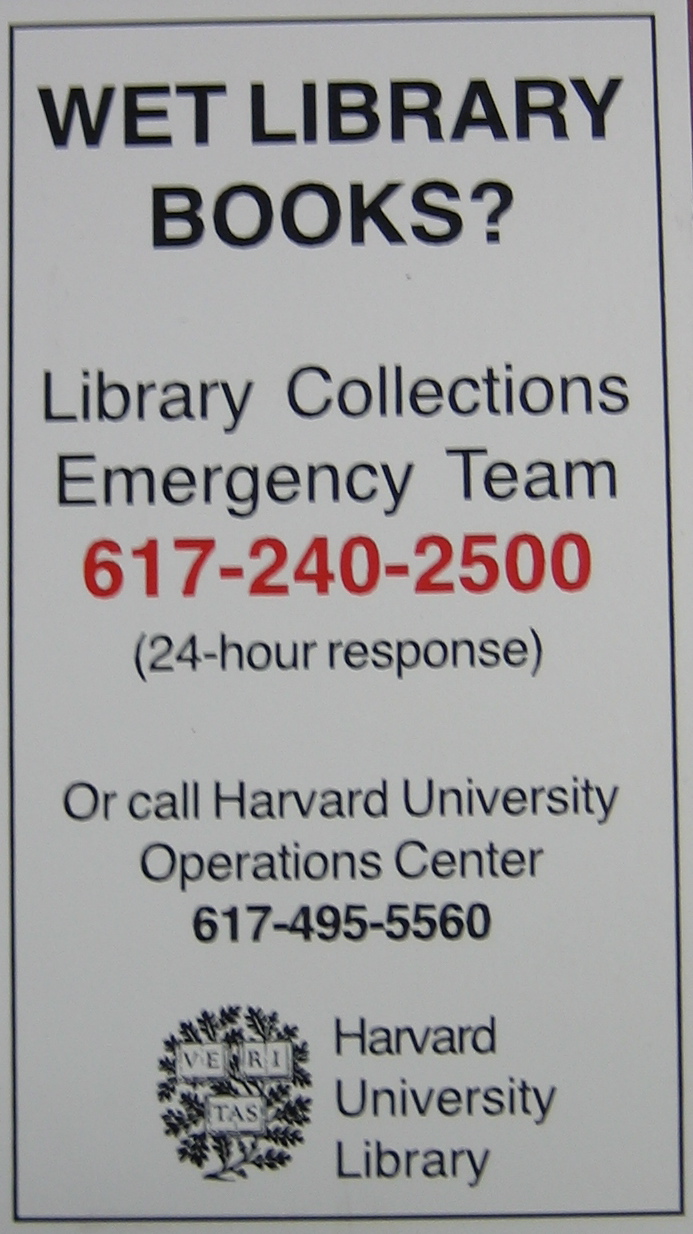 WET LIBRARY
BOOKS?
Library Collections
Emergency Team
617-240-2500
(24-hour response)
Or call Harvard University
Operations Center
617-495-5560
VE RI
TAS
Harvard
University
Library